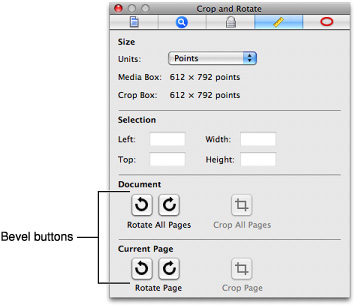 Crop and Rotate
Size
Units: Points
Media Box: 612 × 792 points
Crop Box: 612 × 792 points
Selection
Left: Width:
Top: Height:
Document
Rotate All Pages Crop All Pages
Bevel buttons
Current Page
Rotate Page Crop Page